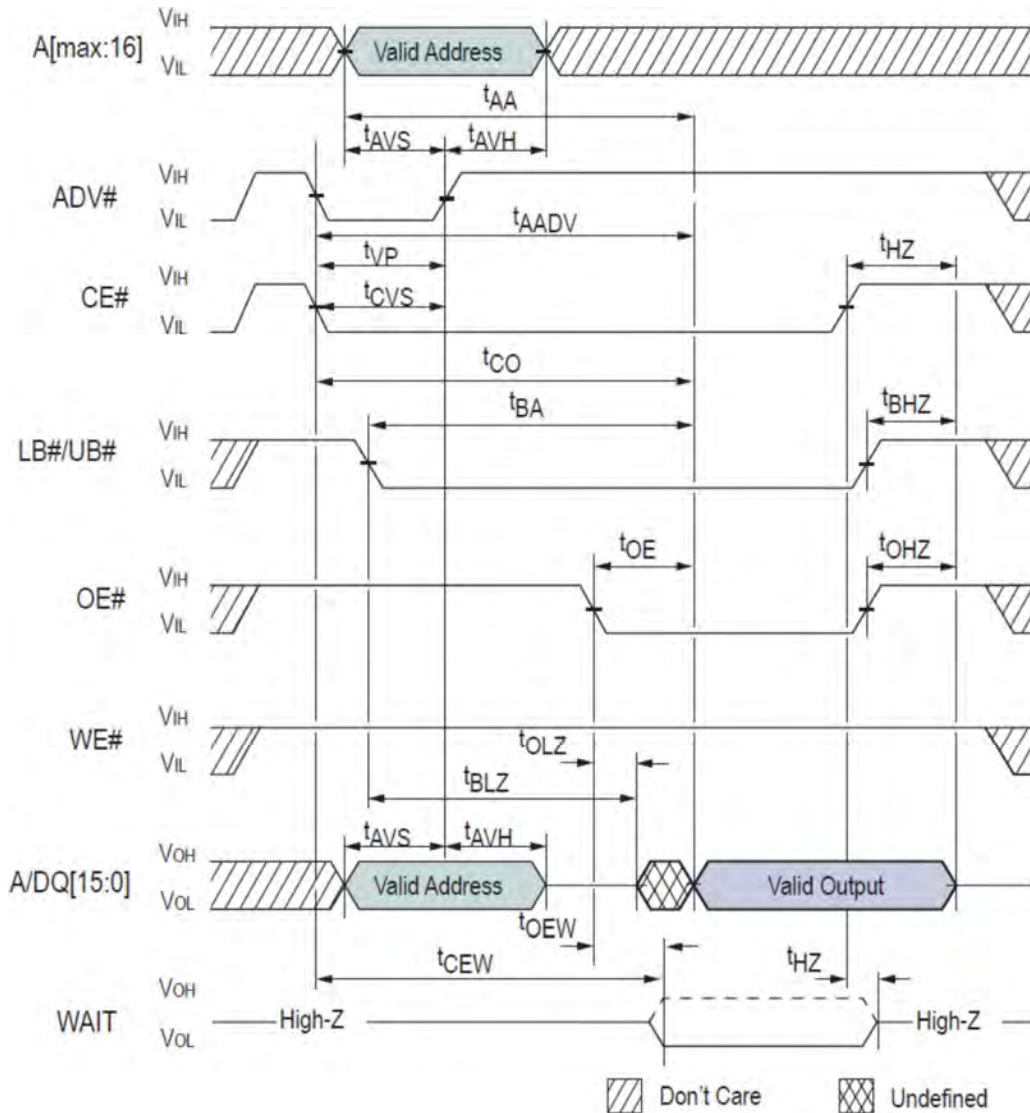 A[max:16]
VIH
VIL
Valid Address
tAA
tAVS
tAVH
ADV#
VIH
VIL
tAADV
tVP
tHZ
CE#
VIH
VIL
tCVS
tCO
tBA
tBHZ
LB#/UB#
VIH
VIL
tOE
tOHZ
OE#
VIH
VIL
WE#
VIH
VIL
tOLZ
tBLZ
tAVS
tAVH
A/DQ[15:0]
VOH
VOL
Valid Address
Valid Output
tOEW
tCEW
tHZ
WAIT
VOH
VOL
High-Z
High-Z
Don't Care
Undefined